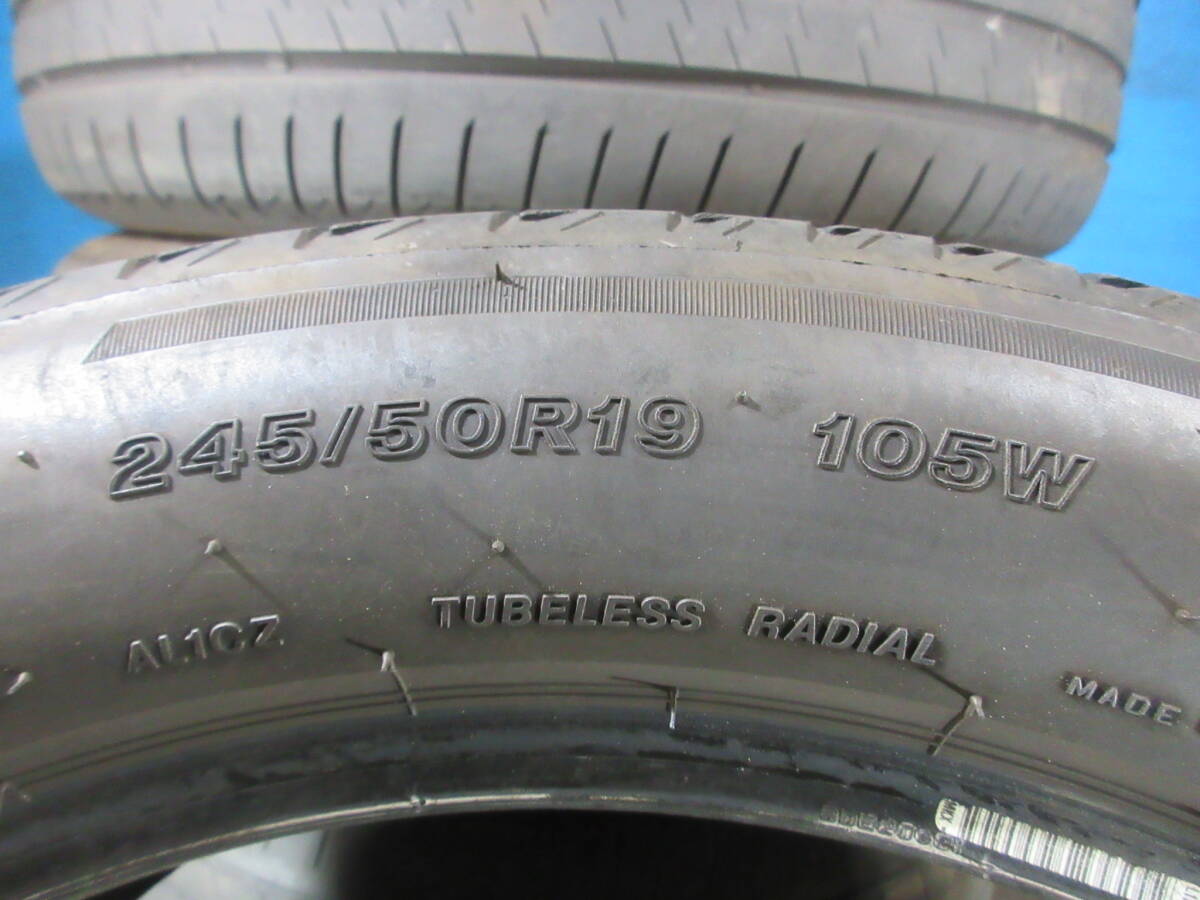 245/50R19 105W
AL1CZ TUBELESS RADIAL MADE